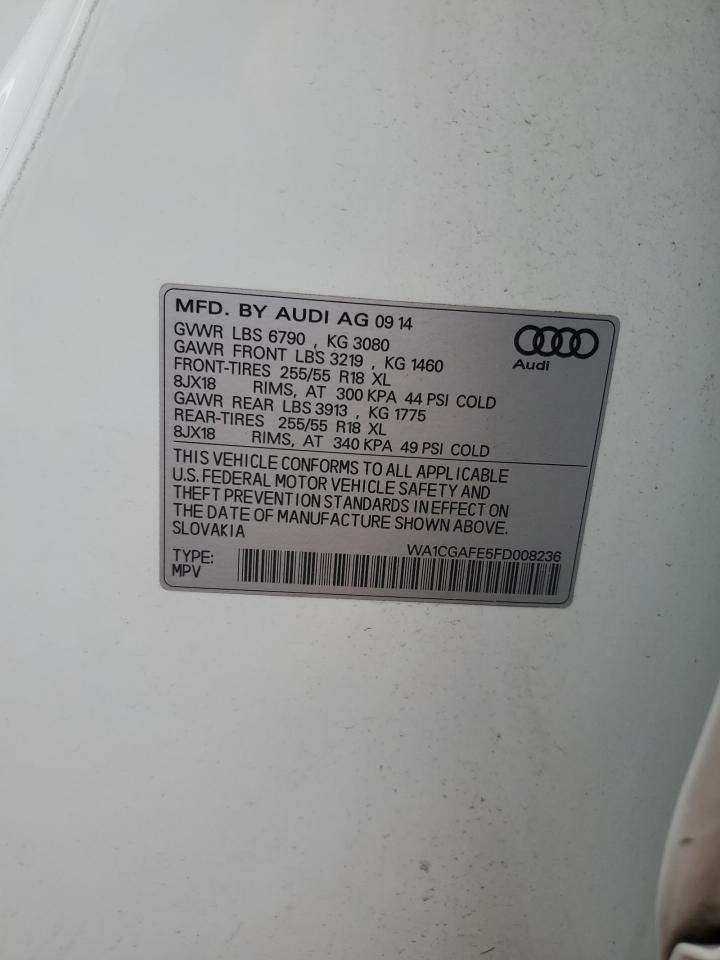 MFD. BY AUDI AG 09 14
GVWR LBS 6790 , KG 3080
GAWR FRONT LBS 3219 , KG 1460
FRONT-TIRES 255/55 R18 XL
8JX18 RIMS, AT 300 KPA 44 PSI COLD
GAWR REAR LBS 3913 , KG 1775
REAR-TIRES 255/55 R18 XL
8JX18 RIMS, AT 340 KPA 49 PSI COLD
Audi
THIS VEHICLE CONFORMS TO ALL APPLICABLE
U.S. FEDERAL MOTOR VEHICLE SAFETY AND
THEFT PREVENTION STANDARDS IN EFFECT ON
THE DATE OF MANUFACTURE SHOWN ABOVE.
SLOVAKIA
WA1CGAFE5FD008236
TYPE:
MPV